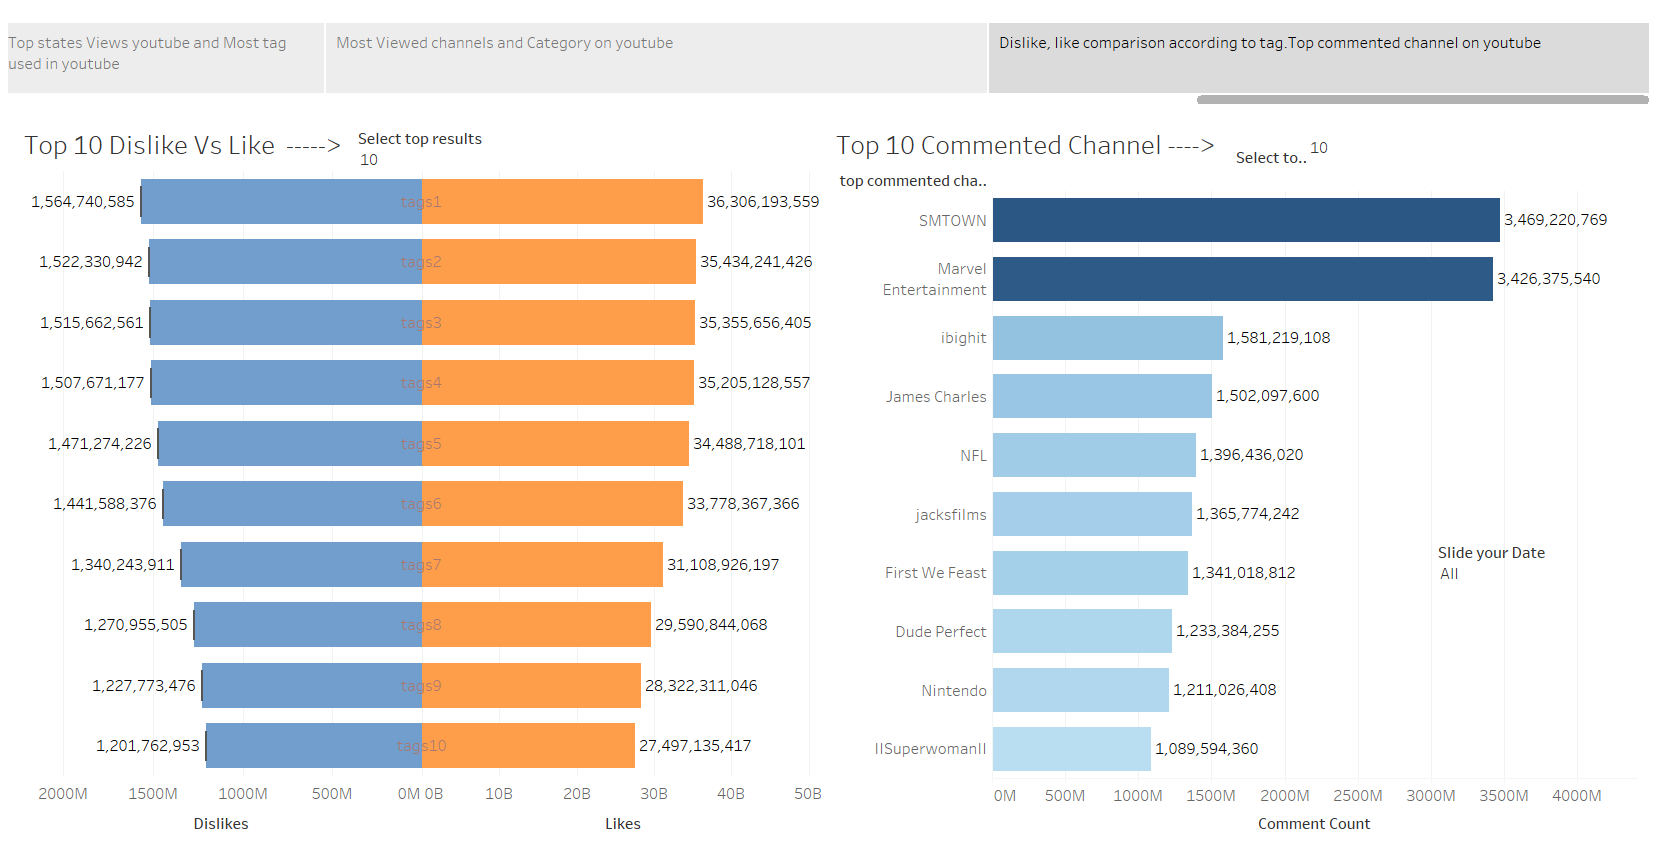 Top states Views youtube and Most tag
used in youtube
Most Viewed channels and Category on youtube
Dislike, like comparison according to tag.Top commented channel on youtube
Top 10 Dislike Vs Like ----->
Select top results
10
1,564,740,585 tags1 36,306,193,559
1,522,330,942 tags2 35,434,241,426
1,515,662,561 tags3 35,355,656,405
1,507,671,177 tags4 35,205,128,557
1,471,274,226 tags5 34,488,718,101
1,441,588,376 tags6 33,778,367,366
1,340,243,911 tags7 31,108,926,197
1,270,955,505 tags8 29,590,844,068
1,227,773,476 tags9 28,322,311,046
1,201,762,953 tags10 27,497,135,417
2000M 1500M 1000M 500M 0M 0B 10B 20B 30B 40B 50B
Dislikes Likes
Top 10 Commented Channel ---->
Select to.. 10
top commented cha..
SMTOWN 3,469,220,769
Marvel
Entertainment 3,426,375,540
ibighit 1,581,219,108
James Charles 1,502,097,600
NFL 1,396,436,020
jacksfilms 1,365,774,242
First We Feast 1,341,018,812
Dude Perfect 1,233,384,255
Nintendo 1,211,026,408
IISuperwomanII 1,089,594,360
0M 500M 1000M 1500M 2000M 2500M 3000M 3500M 4000M
Comment Count
Slide your Date
All